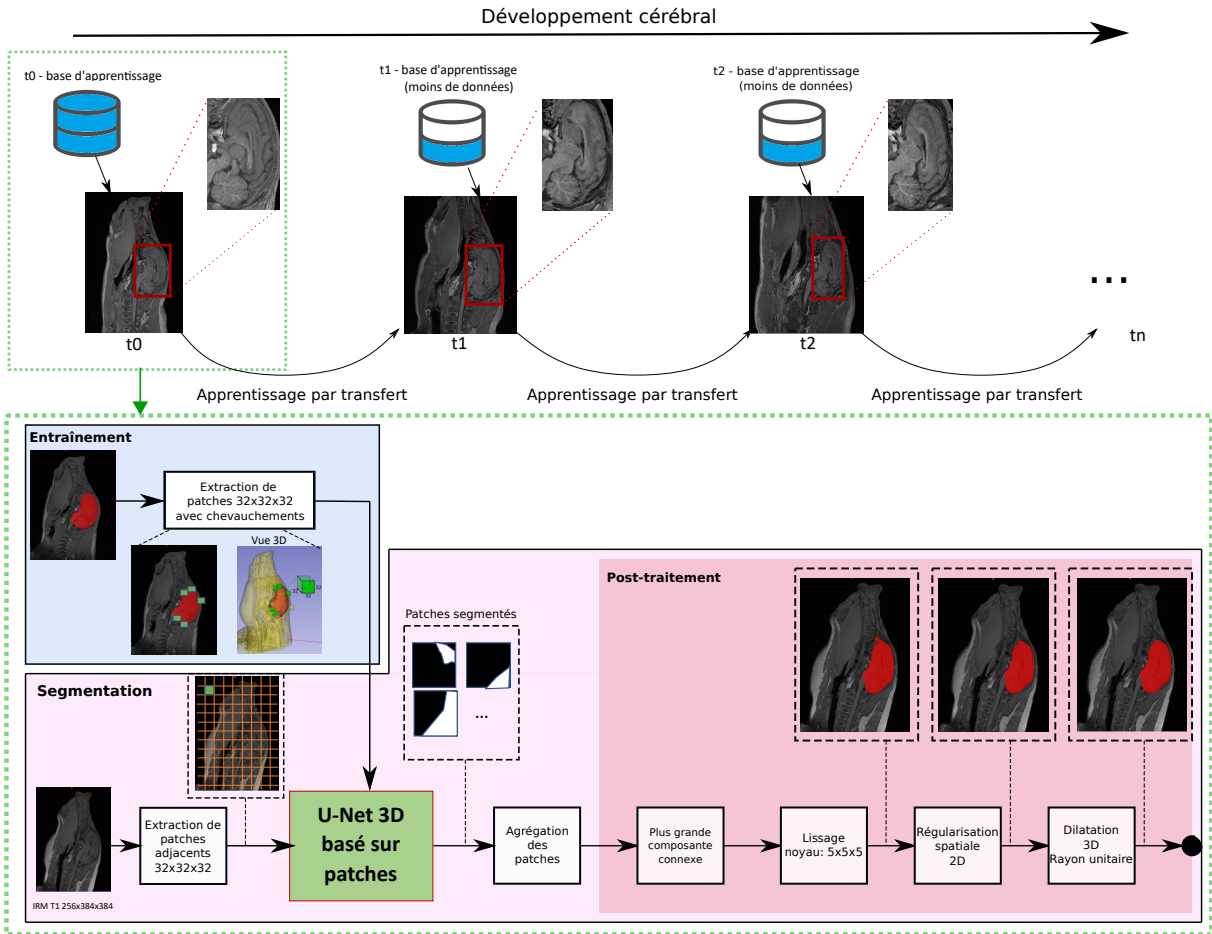 Développement cérébral
t0 - base d'apprentissage
t1 - base d'apprentissage
(moins de données)
t2 - base d'apprentissage
(moins de données)
t0
t1
t2
...
tn
Apprentissage par transfert
Apprentissage par transfert
Apprentissage par transfert
Entraînement
Extraction de
patches 32x32x32
avec chevauchements
Vue 3D
32
32
32
Post-traitement
Patches segmentés
...
Segmentation
Extraction de
patches
adjacents
32x32x32
U-Net 3D
basé sur
patches
Agrégation
des
patches
Plus grande
composante
connexe
Lissage
noyau: 5x5x5
Régularisation
spatiale
2D
Dilatation
3D
Rayon unitaire
IRM T1 256x384x384